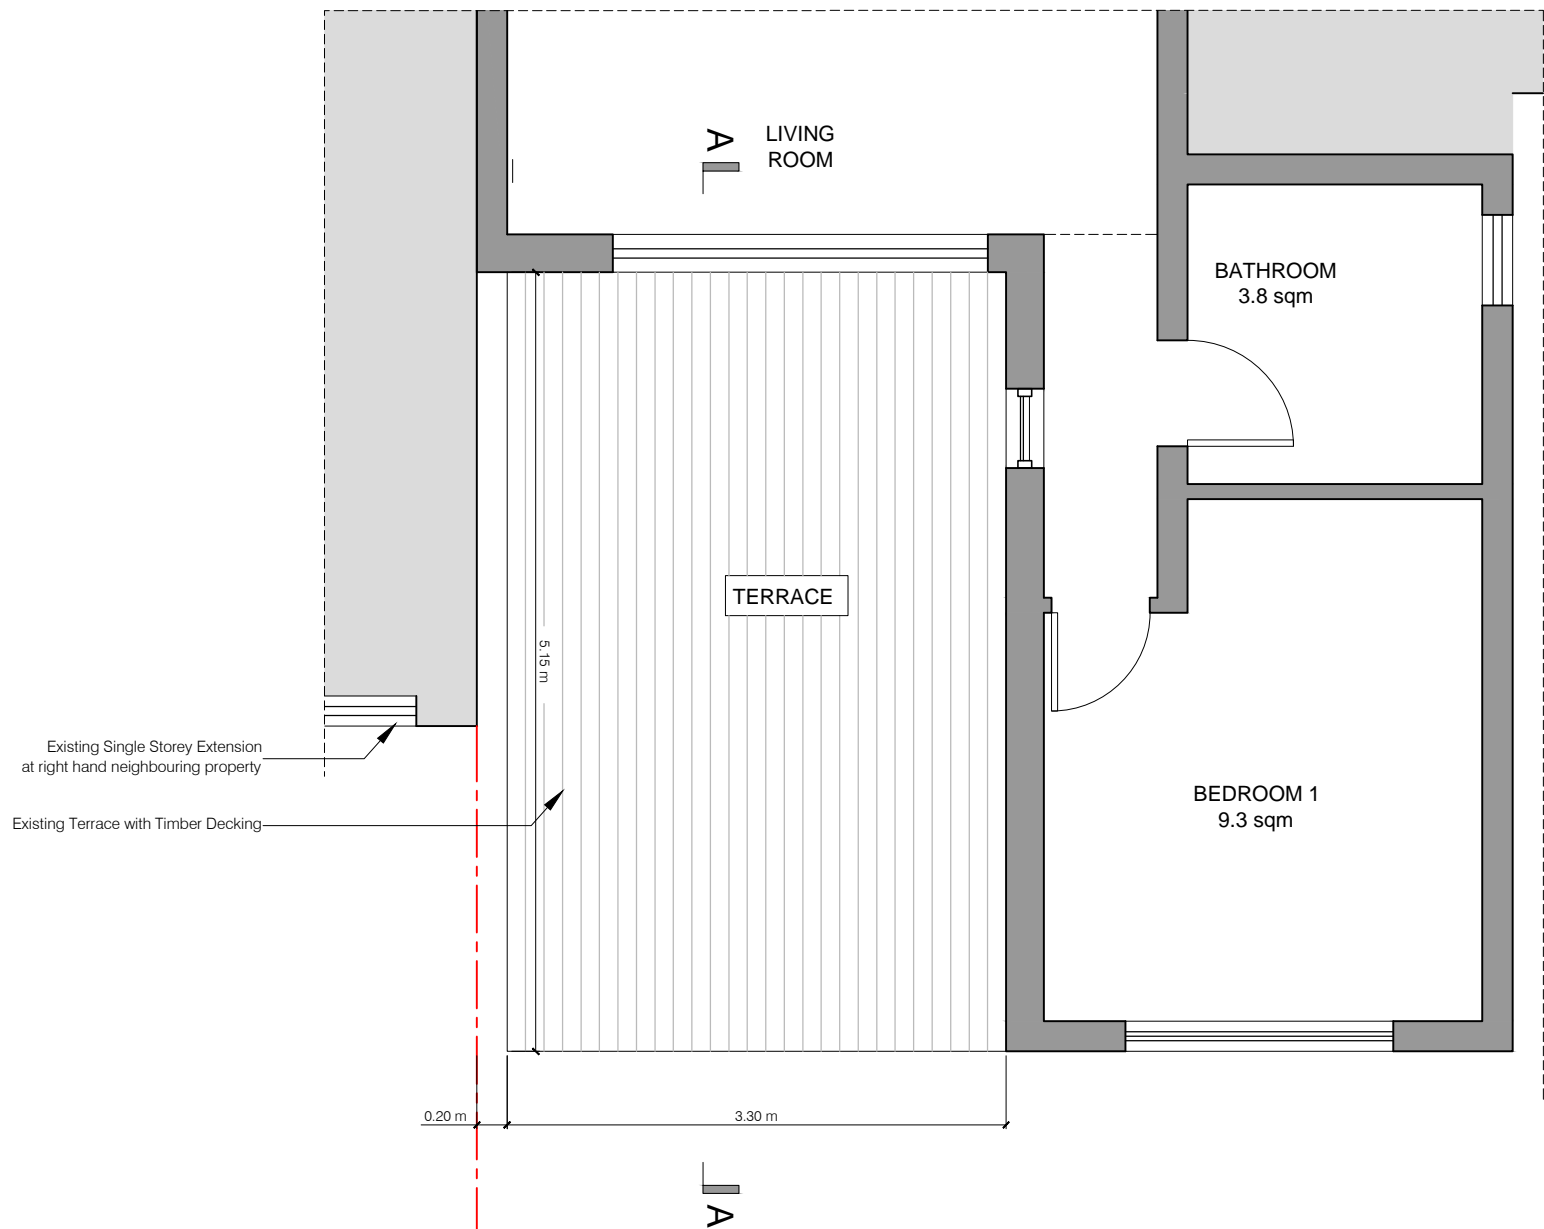 A
LIVING
ROOM
BATHROOM
3.8 sqm
TERRACE
5.15 m
Existing Single Storey Extension
at right hand neighbouring property
Existing Terrace with Timber Decking
BEDROOM 1
9.3 sqm
0.20 m
3.30 m
A